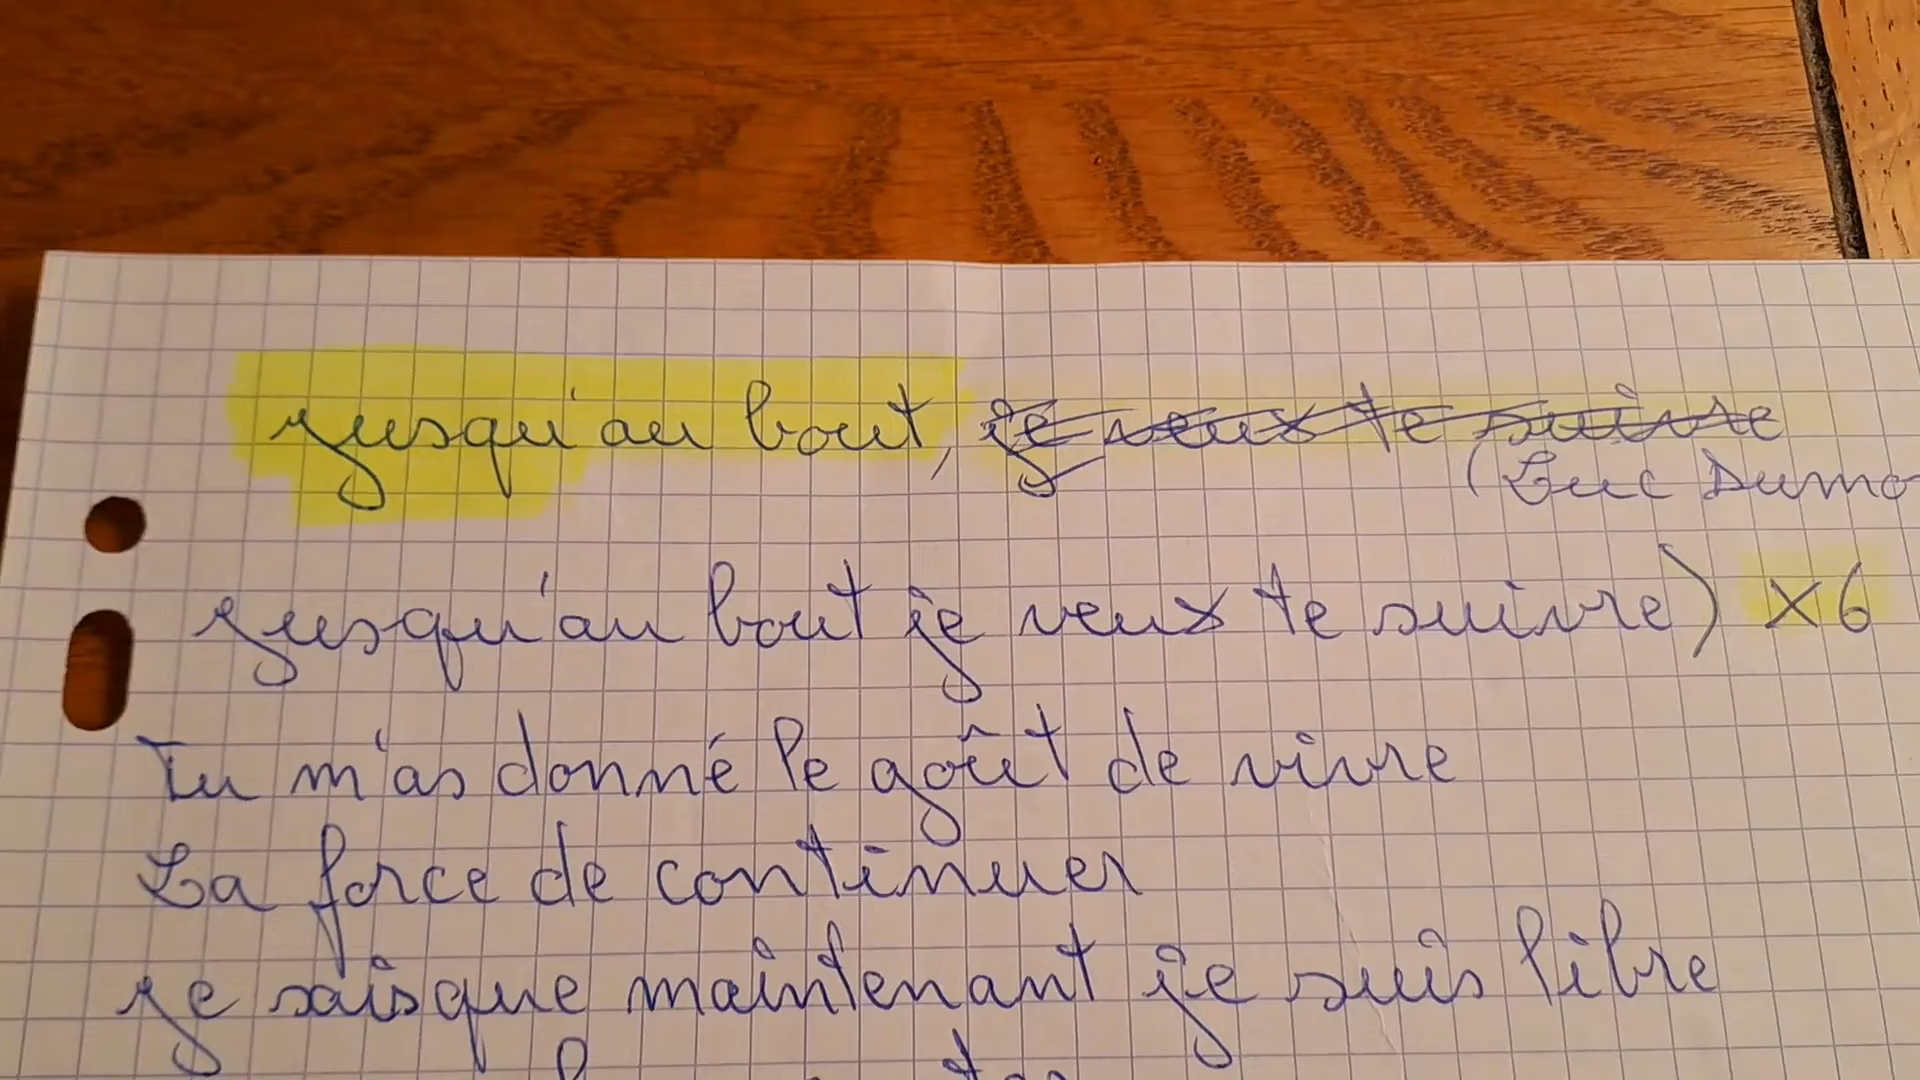 jusqu'au bout, je veux te suivre
(Luc Dumo
jusqu'au bout je veux te suivre) x6
Tu m'as donné le goût de vivre
La force de continuer
je sais que maintenant je suis libre